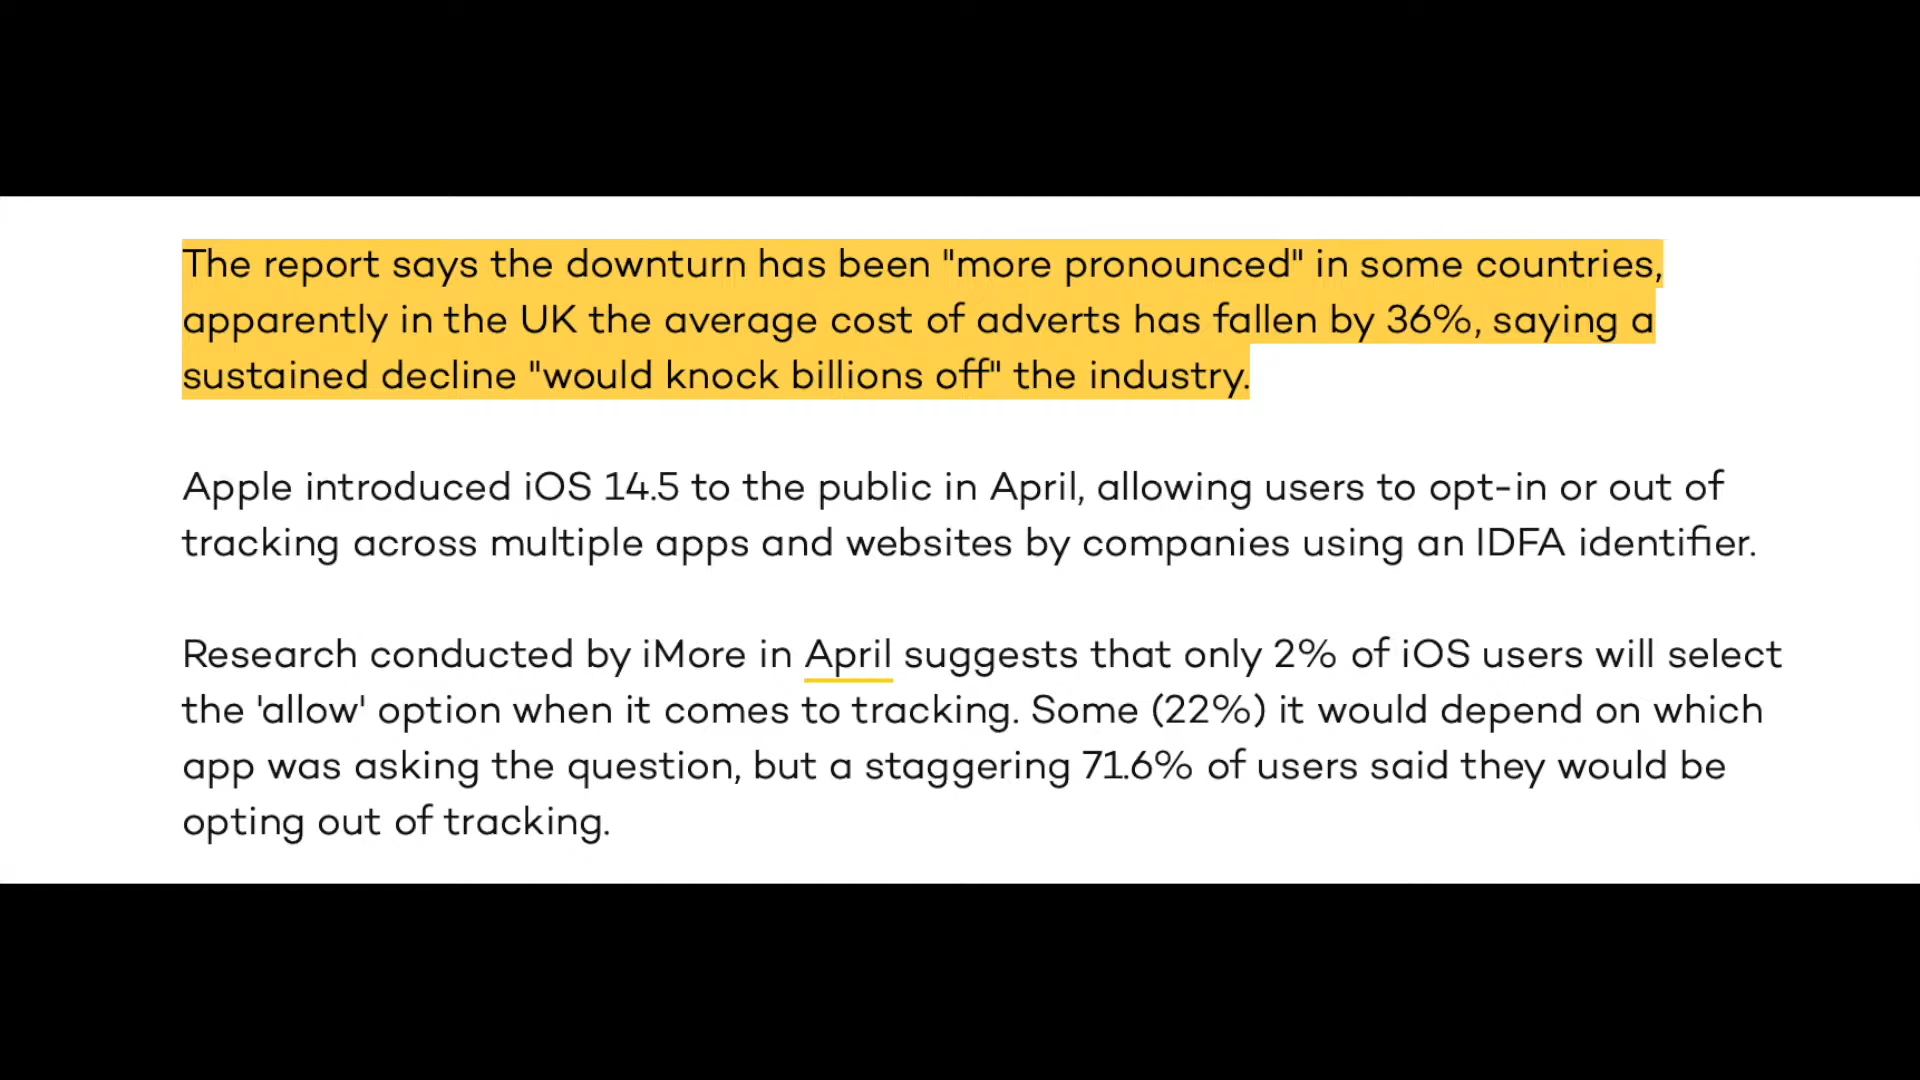 The report says the downturn has been "more pronounced" in some countries,
apparently in the UK the average cost of adverts has fallen by 36%, saying a
sustained decline "would knock billions off" the industry.
Apple introduced iOS 14.5 to the public in April, allowing users to opt-in or out of
tracking across multiple apps and websites by companies using an IDFA identifier.
Research conducted by iMore in April suggests that only 2% of iOS users will select
the 'allow' option when it comes to tracking. Some (22%) it would depend on which
app was asking the question, but a staggering 71.6% of users said they would be
opting out of tracking.